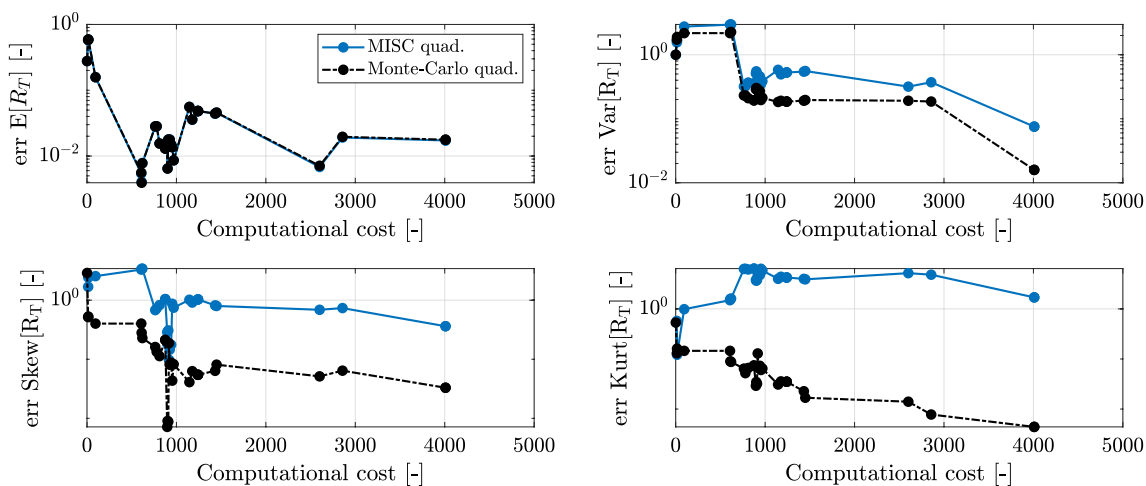 err E[R_T] [-]
10^{-2}
0 1000 2000 3000 4000 5000
Computational cost [-]
MISC quad.
Monte-Carlo quad.
err Var[R_T] [-]
10^0
10^{-2}
0 1000 2000 3000 4000 5000
Computational cost [-]
err Skew[R_T] [-]
10^0
0 1000 2000 3000 4000 5000
Computational cost [-]
err Kurt[R_T] [-]
10^0
0 1000 2000 3000 4000 5000
Computational cost [-]